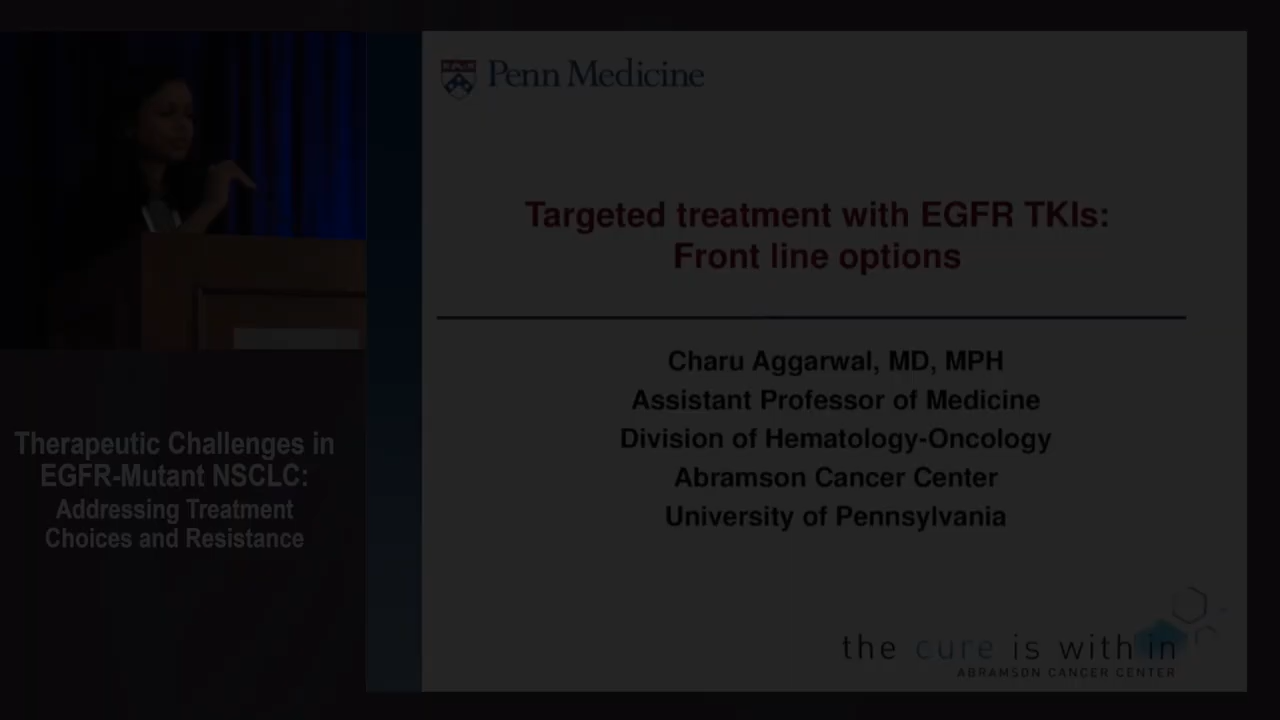 Penn Medicine
Targeted treatment with EGFR TKIs:
Front line options
Charu Aggarwal, MD, MPH
Assistant Professor of Medicine
Division of Hematology-Oncology
Abramson Cancer Center
University of Pennsylvania
the cure is within
ABRAMSON CANCER CENTER
Therapeutic Challenges in
EGFR-Mutant NSCLC:
Addressing Treatment
Choices and Resistance